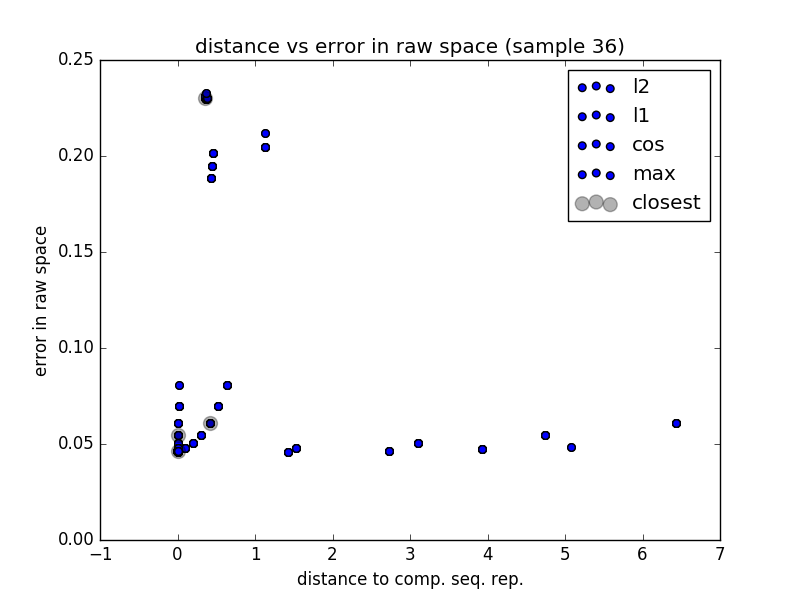 distance vs error in raw space (sample 36)
0.25
0.20
0.15
0.10
0.05
0.00
error in raw space
l2
l1
cos
max
closest
−1 0 1 2 3 4 5 6 7
distance to comp. seq. rep.